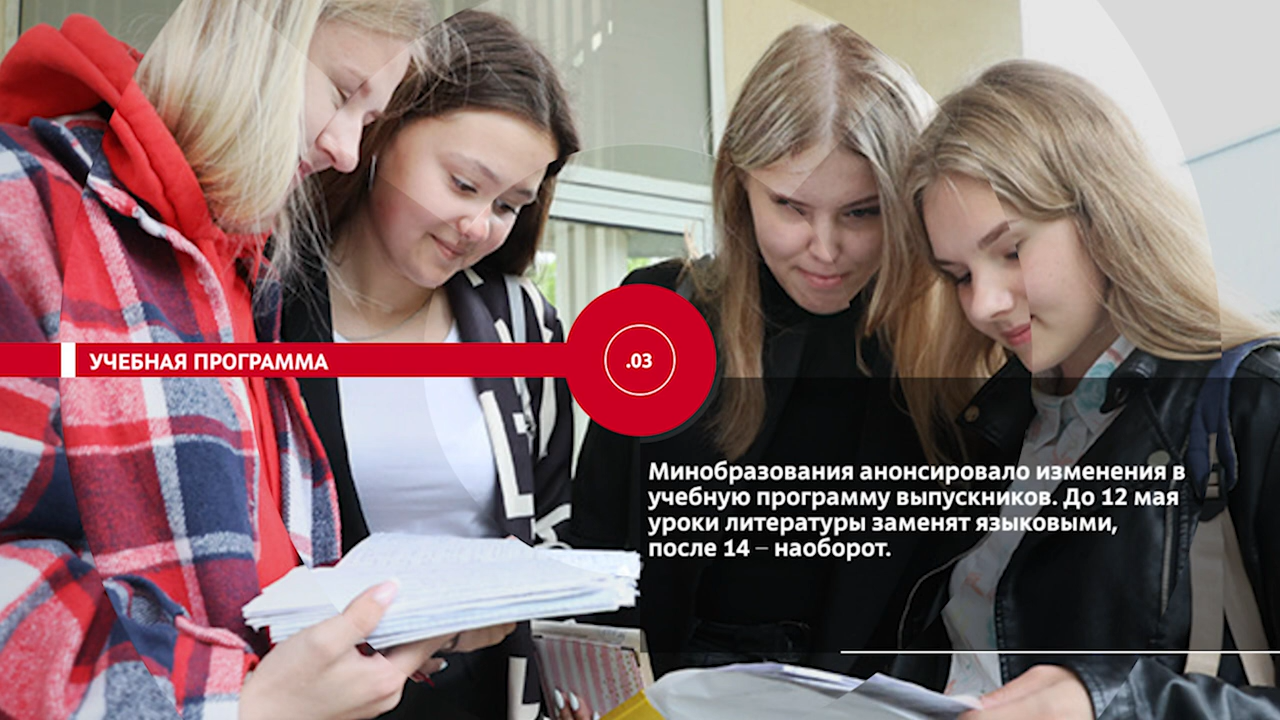 УЧЕБНАЯ ПРОГРАММА
.03
Минобразования анонсировало изменения в
учебную программу выпускников. До 12 мая
уроки литературы заменят языковыми,
после 14 – наоборот.